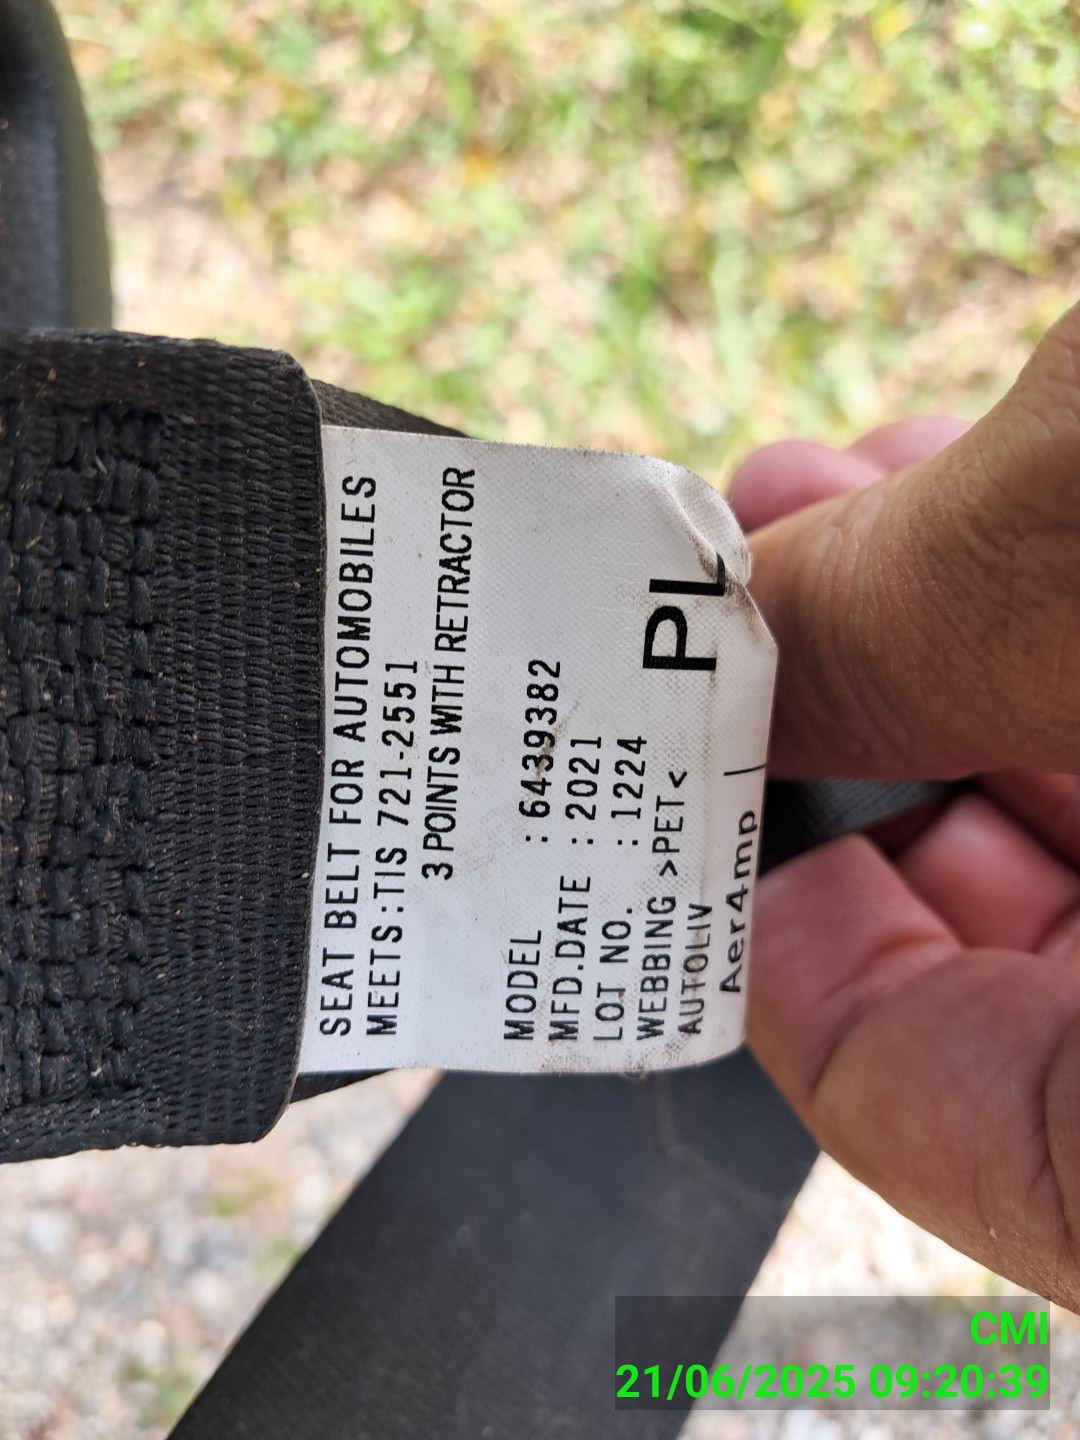 SEAT BELT FOR AUTOMOBILES
MEETS:TIS 721-2551
3 POINTS WITH RETRACTOR
MODEL : 6439382
MFD.DATE : 2021
LOT NO. : 1224
WEBBING >PET<
AUTOLIV
Aer4mp
PL
CMI
21/06/2025 09:20:39